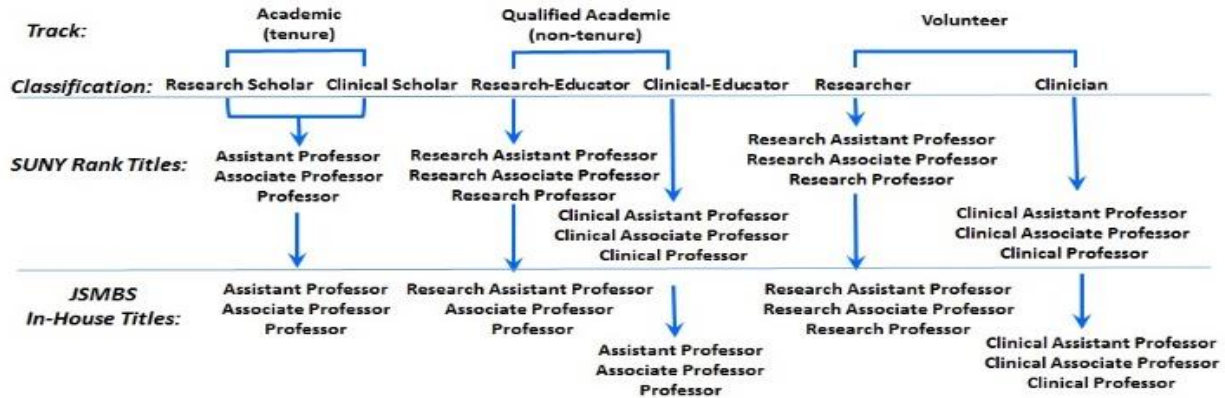 Track:
Academic
(tenure)
Qualified Academic
(non-tenure)
Volunteer
Classification:
Research Scholar
Clinical Scholar
Research-Educator
Clinical-Educator
Researcher
Clinician
SUNY Rank Titles:
Assistant Professor
Associate Professor
Professor
Research Assistant Professor
Research Associate Professor
Research Professor
Clinical Assistant Professor
Clinical Associate Professor
Clinical Professor
Research Assistant Professor
Research Associate Professor
Research Professor
Clinical Assistant Professor
Clinical Associate Professor
Clinical Professor
JSMBS
In-House Titles:
Assistant Professor
Associate Professor
Professor
Research Assistant Professor
Associate Professor
Professor
Assistant Professor
Associate Professor
Professor
Research Assistant Professor
Research Associate Professor
Research Professor
Clinical Assistant Professor
Clinical Associate Professor
Clinical Professor